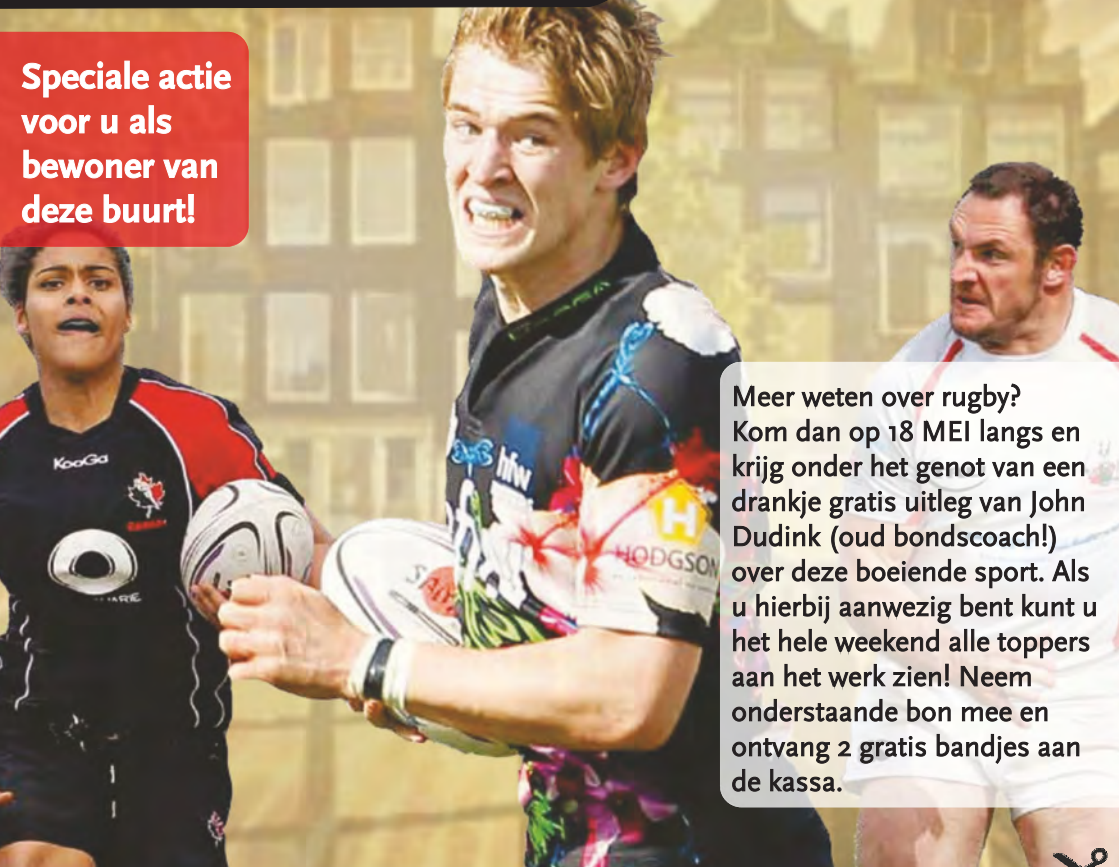 Speciale actie
voor u als
bewoner van
deze buurt!
KooGa
hfw
H
HODGSON
Meer weten over rugby?
Kom dan op 18 MEI langs en
krijg onder het genot van een
drankje gratis uitleg van John
Dudink (oud bondscoach!)
over deze boeiende sport. Als
u hierbij aanwezig bent kunt u
het hele weekend alle toppers
aan het werk zien! Neem
onderstaande bon mee en
ontvang 2 gratis bandjes aan
de kassa.